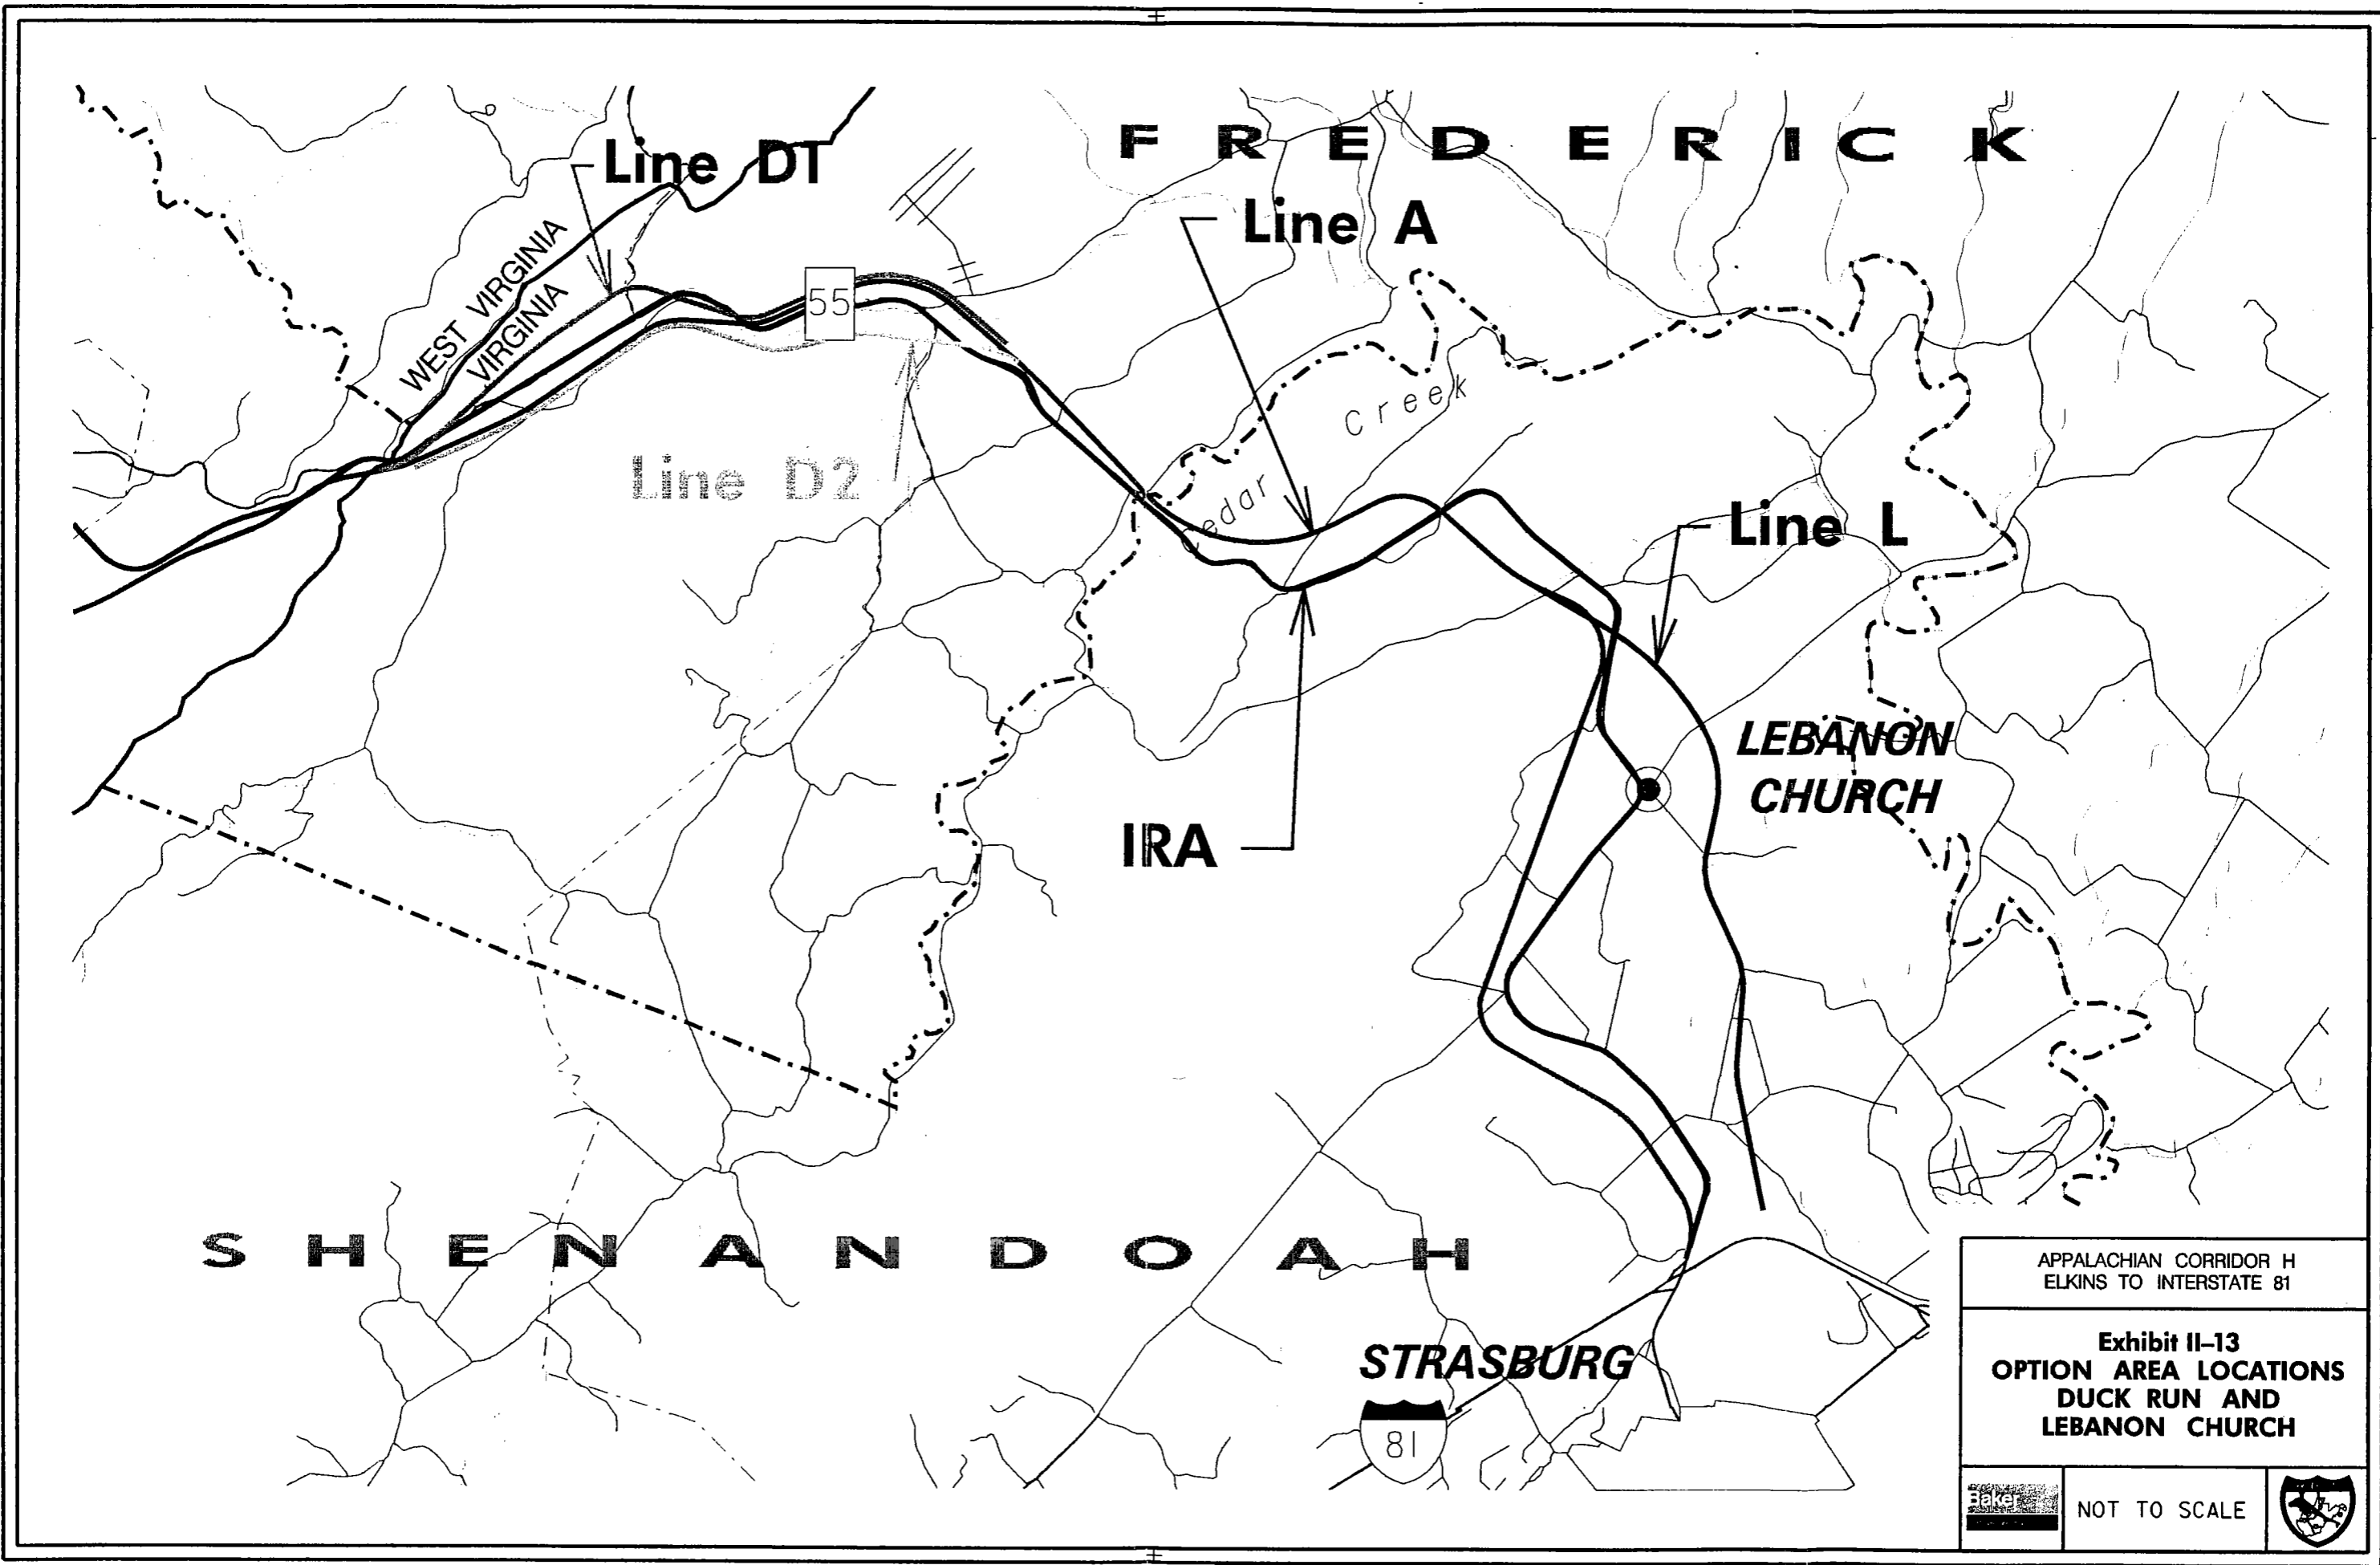 FREDERICK
Line DT
Line A
WEST VIRGINIA
VIRGINIA
55
Cedar Creek
Line D2
Line L
LEBANON
CHURCH
IRA
SHENANDOAH
STRASBURG
81
APPALACHIAN CORRIDOR H
ELKINS TO INTERSTATE 81
Exhibit II-13
OPTION AREA LOCATIONS
DUCK RUN AND
LEBANON CHURCH
Baker
NOT TO SCALE